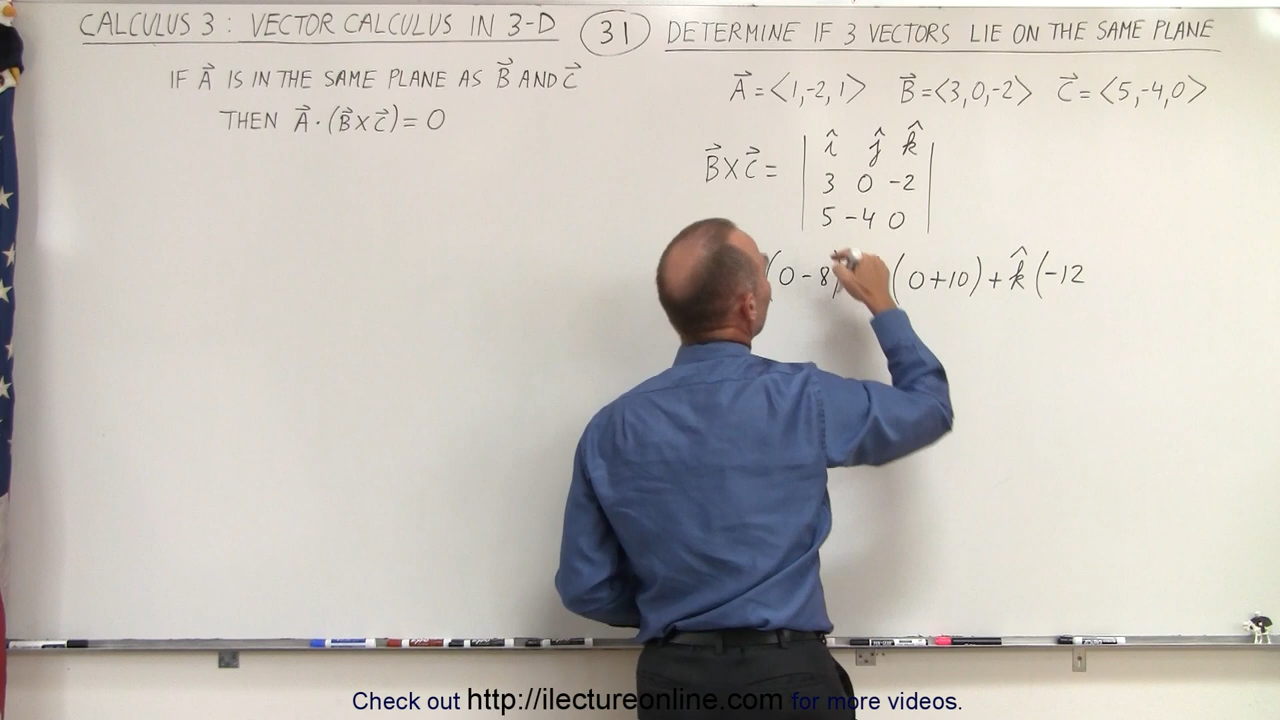 CALCULUS 3: VECTOR CALCULUS IN 3-D 31 DETERMINE IF 3 VECTORS LIE ON THE SAME PLANE
IF A⃗ IS IN THE SAME PLANE AS B⃗ AND C⃗
THEN A⃗ · (B⃗ X C⃗) = 0
A⃗ = <1,-2,1> B⃗ = <3,0,-2> C⃗ = <5,-4,0>
B⃗ X C⃗ =
î ĵ k̂
3 0 -2
5 -4 0
(0-8) (0+10) + k̂ (-12
Check out http://ilectureonline.com for more videos.